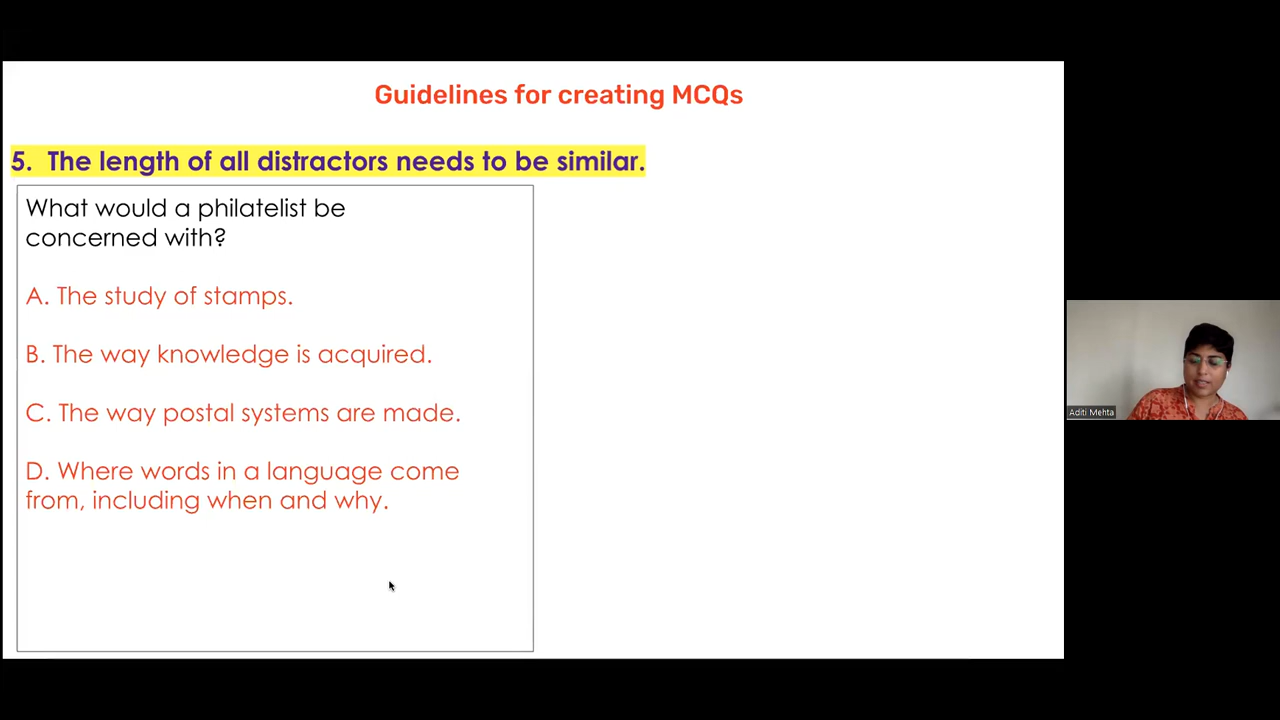 Guidelines for creating MCQs
5. The length of all distractors needs to be similar.
What would a philatelist be
concerned with?
A. The study of stamps.
B. The way knowledge is acquired.
C. The way postal systems are made.
D. Where words in a language come
from, including when and why.
Aditi Mehta